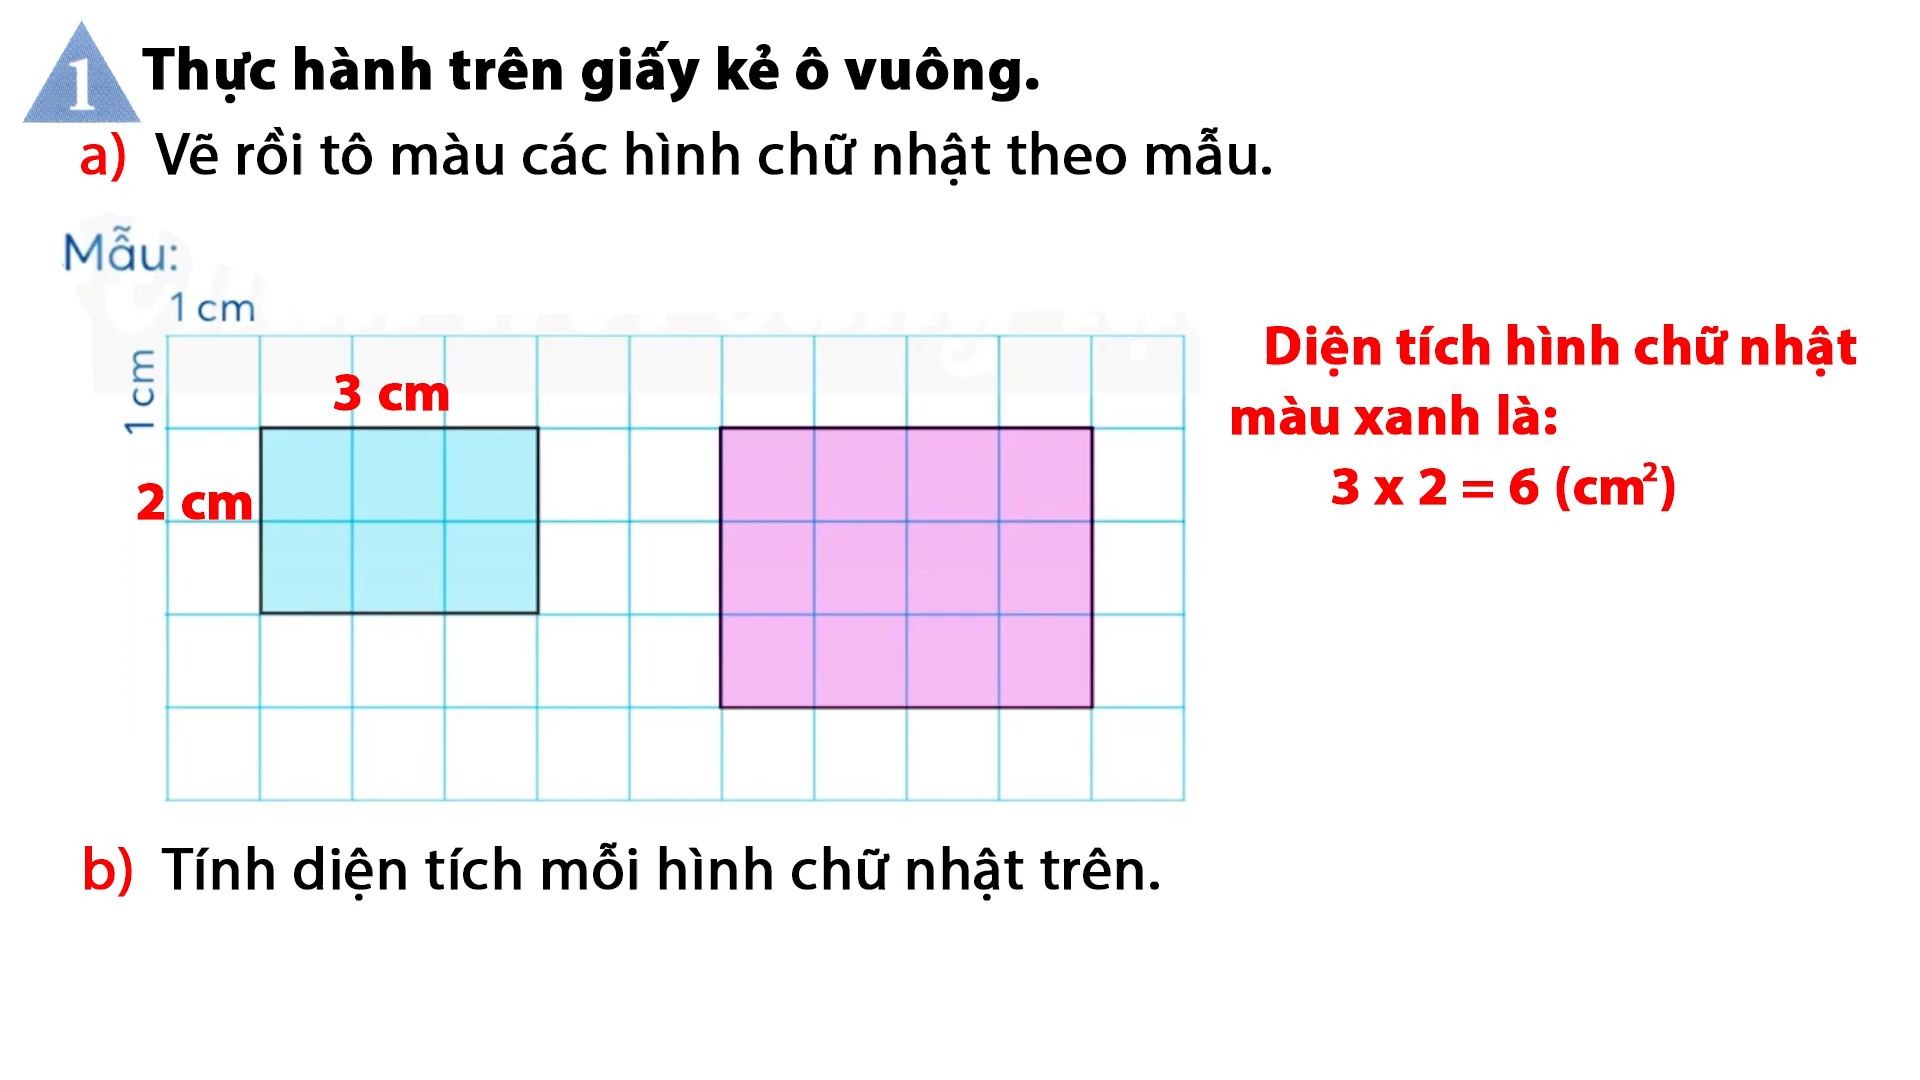 1 Thực hành trên giấy kẻ ô vuông.
a) Vẽ rồi tô màu các hình chữ nhật theo mẫu.
Mẫu:
1 cm
1 cm
3 cm
2 cm
Diện tích hình chữ nhật
màu xanh là:
3 x 2 = 6 (cm²)
b) Tính diện tích mỗi hình chữ nhật trên.